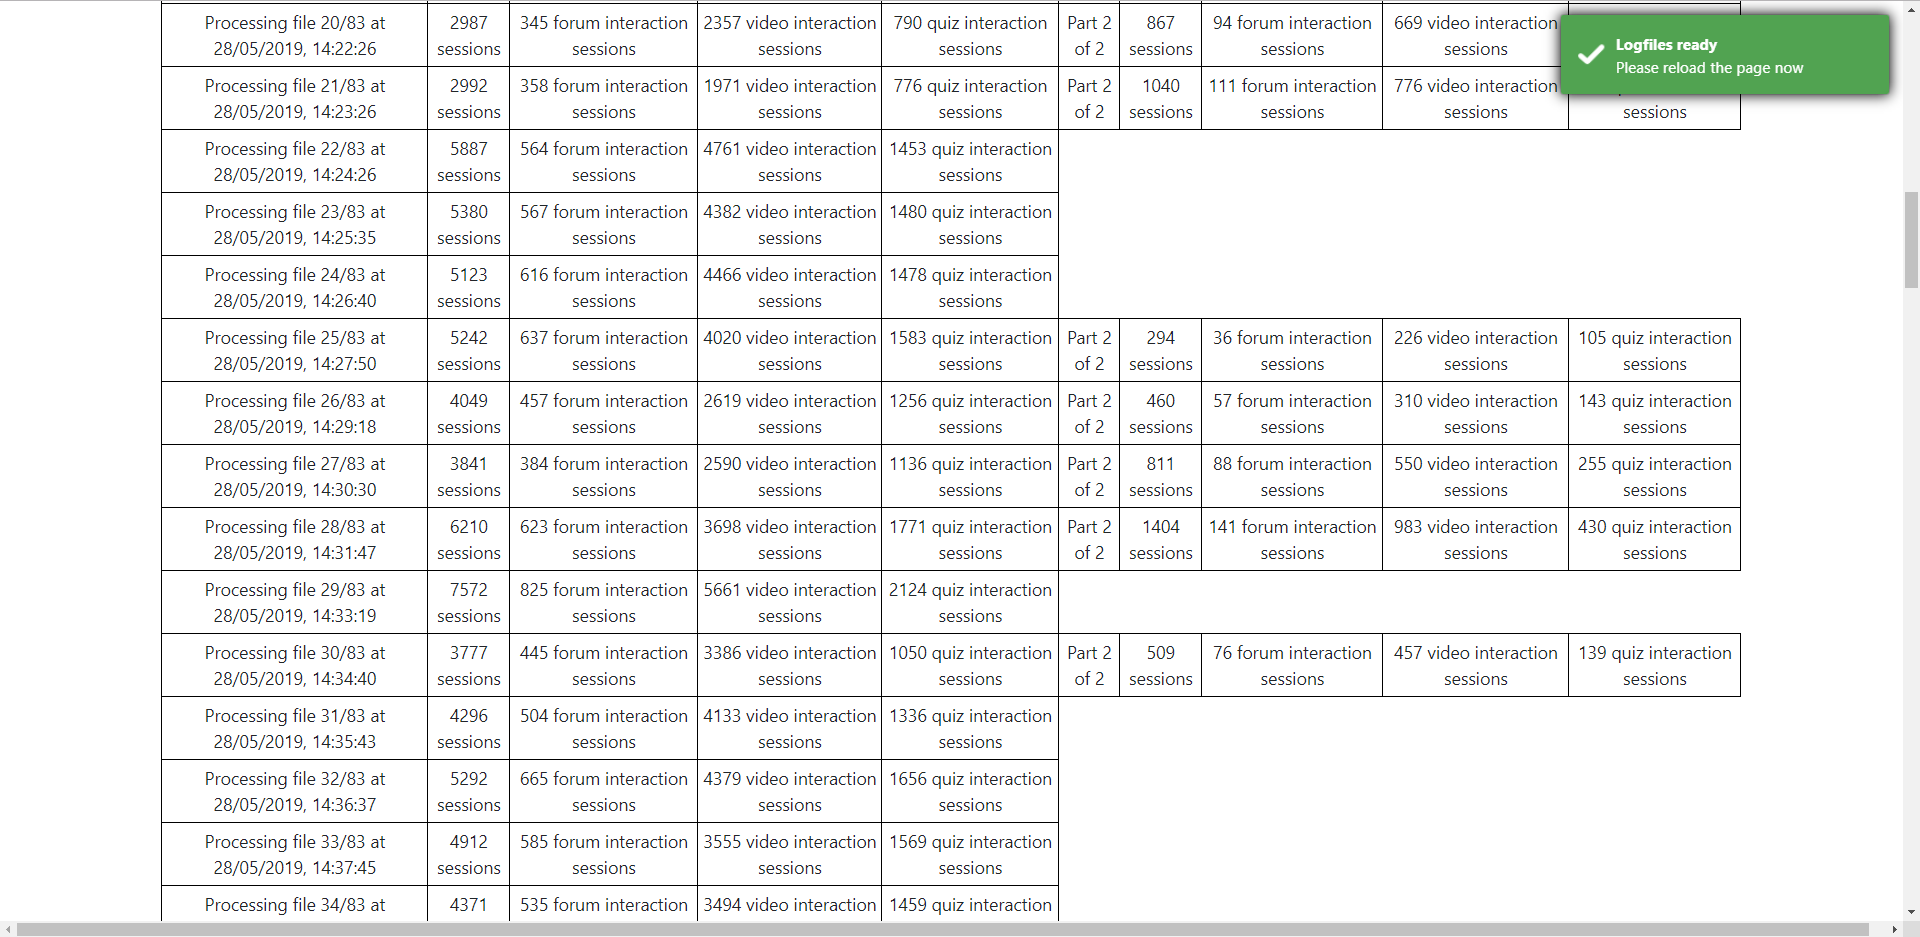 Processing file 20/83 at 2987 345 forum interaction 2357 video interaction 790 quiz interaction Part 2 867 94 forum interaction 669 video interaction
28/05/2019, 14:22:26 sessions sessions sessions sessions of 2 sessions sessions sessions
Logfiles ready
Please reload the page now
Processing file 21/83 at 2992 358 forum interaction 1971 video interaction 776 quiz interaction Part 2 1040 111 forum interaction 776 video interaction
28/05/2019, 14:23:26 sessions sessions sessions sessions of 2 sessions sessions sessions sessions
Processing file 22/83 at 5887 564 forum interaction 4761 video interaction 1453 quiz interaction
28/05/2019, 14:24:26 sessions sessions sessions sessions
Processing file 23/83 at 5380 567 forum interaction 4382 video interaction 1480 quiz interaction
28/05/2019, 14:25:35 sessions sessions sessions sessions
Processing file 24/83 at 5123 616 forum interaction 4466 video interaction 1478 quiz interaction
28/05/2019, 14:26:40 sessions sessions sessions sessions
Processing file 25/83 at 5242 637 forum interaction 4020 video interaction 1583 quiz interaction Part 2 294 36 forum interaction 226 video interaction 105 quiz interaction
28/05/2019, 14:27:50 sessions sessions sessions sessions of 2 sessions sessions sessions sessions
Processing file 26/83 at 4049 457 forum interaction 2619 video interaction 1256 quiz interaction Part 2 460 57 forum interaction 310 video interaction 143 quiz interaction
28/05/2019, 14:29:18 sessions sessions sessions sessions of 2 sessions sessions sessions sessions
Processing file 27/83 at 3841 384 forum interaction 2590 video interaction 1136 quiz interaction Part 2 811 88 forum interaction 550 video interaction 255 quiz interaction
28/05/2019, 14:30:30 sessions sessions sessions sessions of 2 sessions sessions sessions sessions
Processing file 28/83 at 6210 623 forum interaction 3698 video interaction 1771 quiz interaction Part 2 1404 141 forum interaction 983 video interaction 430 quiz interaction
28/05/2019, 14:31:47 sessions sessions sessions sessions of 2 sessions sessions sessions sessions
Processing file 29/83 at 7572 825 forum interaction 5661 video interaction 2124 quiz interaction
28/05/2019, 14:33:19 sessions sessions sessions sessions
Processing file 30/83 at 3777 445 forum interaction 3386 video interaction 1050 quiz interaction Part 2 509 76 forum interaction 457 video interaction 139 quiz interaction
28/05/2019, 14:34:40 sessions sessions sessions sessions of 2 sessions sessions sessions sessions
Processing file 31/83 at 4296 504 forum interaction 4133 video interaction 1336 quiz interaction
28/05/2019, 14:35:43 sessions sessions sessions sessions
Processing file 32/83 at 5292 665 forum interaction 4379 video interaction 1656 quiz interaction
28/05/2019, 14:36:37 sessions sessions sessions sessions
Processing file 33/83 at 4912 585 forum interaction 3555 video interaction 1569 quiz interaction
28/05/2019, 14:37:45 sessions sessions sessions sessions
Processing file 34/83 at 4371 535 forum interaction 3494 video interaction 1459 quiz interaction